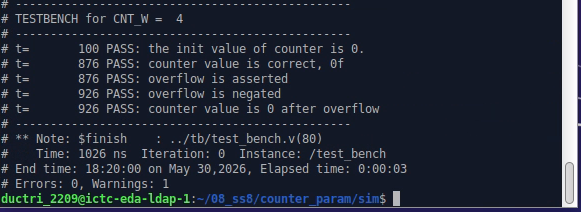 # ------------------------------------------------
# TESTBENCH for CNT_W =  4
# ------------------------------------------------
# t=       100 PASS: the init value of counter is 0.
# t=       876 PASS: counter value is correct, 0f
# t=       876 PASS: overflow is asserted
# t=       926 PASS: overflow is negated
# t=       926 PASS: counter value is 0 after overflow
# ------------------------------------------------
# ** Note: $finish    : ../tb/test_bench.v(80)
#    Time: 1026 ns  Iteration: 0  Instance: /test_bench
# End time: 18:20:00 on May 30,2026, Elapsed time: 0:00:03
# Errors: 0, Warnings: 1
ductri_2209@ictc-eda-ldap-1:~/08_ss8/counter_param/sim$